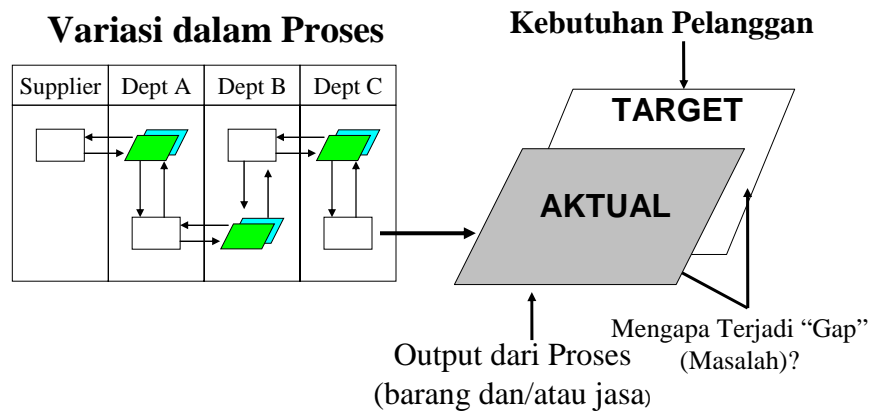 Variasi dalam Proses
Supplier Dept A Dept B Dept C
Kebutuhan Pelanggan
TARGET
AKTUAL
Mengapa Terjadi “Gap”
(Masalah)?
Output dari Proses
(barang dan/atau jasa)